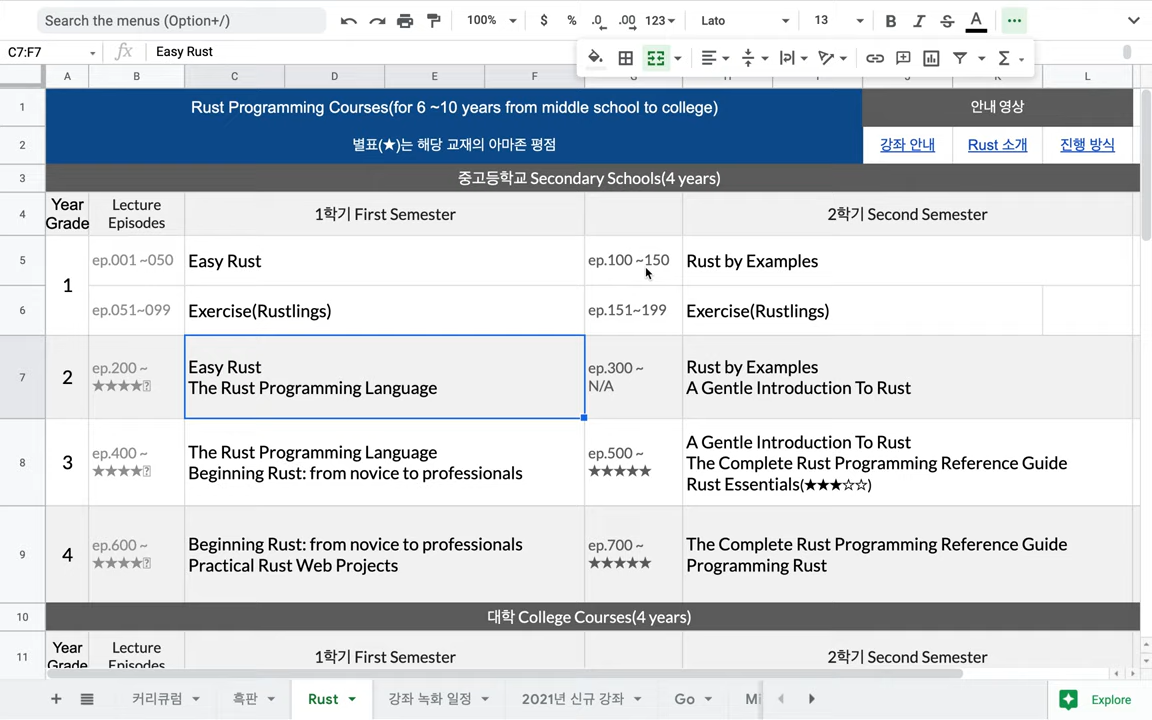 Search the menus (Option+/)
100%
$
%
.0
.00
123
Lato
13
B
I
S
A
C7:F7
fx
Easy Rust
A
B
C
D
E
F
L
1
Rust Programming Courses(for 6 ~10 years from middle school to college)
안내 영상
2
별표(★)는 해당 교재의 아마존 평점
강좌 안내
Rust 소개
진행 방식
3
중고등학교 Secondary Schools(4 years)
4
Year
Grade
Lecture
Episodes
1학기 First Semester
2학기 Second Semester
5
1
ep.001 ~050
Easy Rust
ep.100 ~150
Rust by Examples
6
ep.051~099
Exercise(Rustlings)
ep.151~199
Exercise(Rustlings)
7
2
ep.200 ~
★★★★
Easy Rust
The Rust Programming Language
ep.300 ~
N/A
Rust by Examples
A Gentle Introduction To Rust
8
3
ep.400 ~
★★★★
The Rust Programming Language
Beginning Rust: from novice to professionals
ep.500 ~
★★★★★
A Gentle Introduction To Rust
The Complete Rust Programming Reference Guide
Rust Essentials(★★★☆☆)
9
4
ep.600 ~
★★★★
Beginning Rust: from novice to professionals
Practical Rust Web Projects
ep.700 ~
★★★★★
The Complete Rust Programming Reference Guide
Programming Rust
10
대학 College Courses(4 years)
11
Year
Grade
Lecture
Episodes
1학기 First Semester
2학기 Second Semester
커리큘럼
흑판
Rust
강좌 녹화 일정
2021년 신규 강좌
Go
Mi
Explore